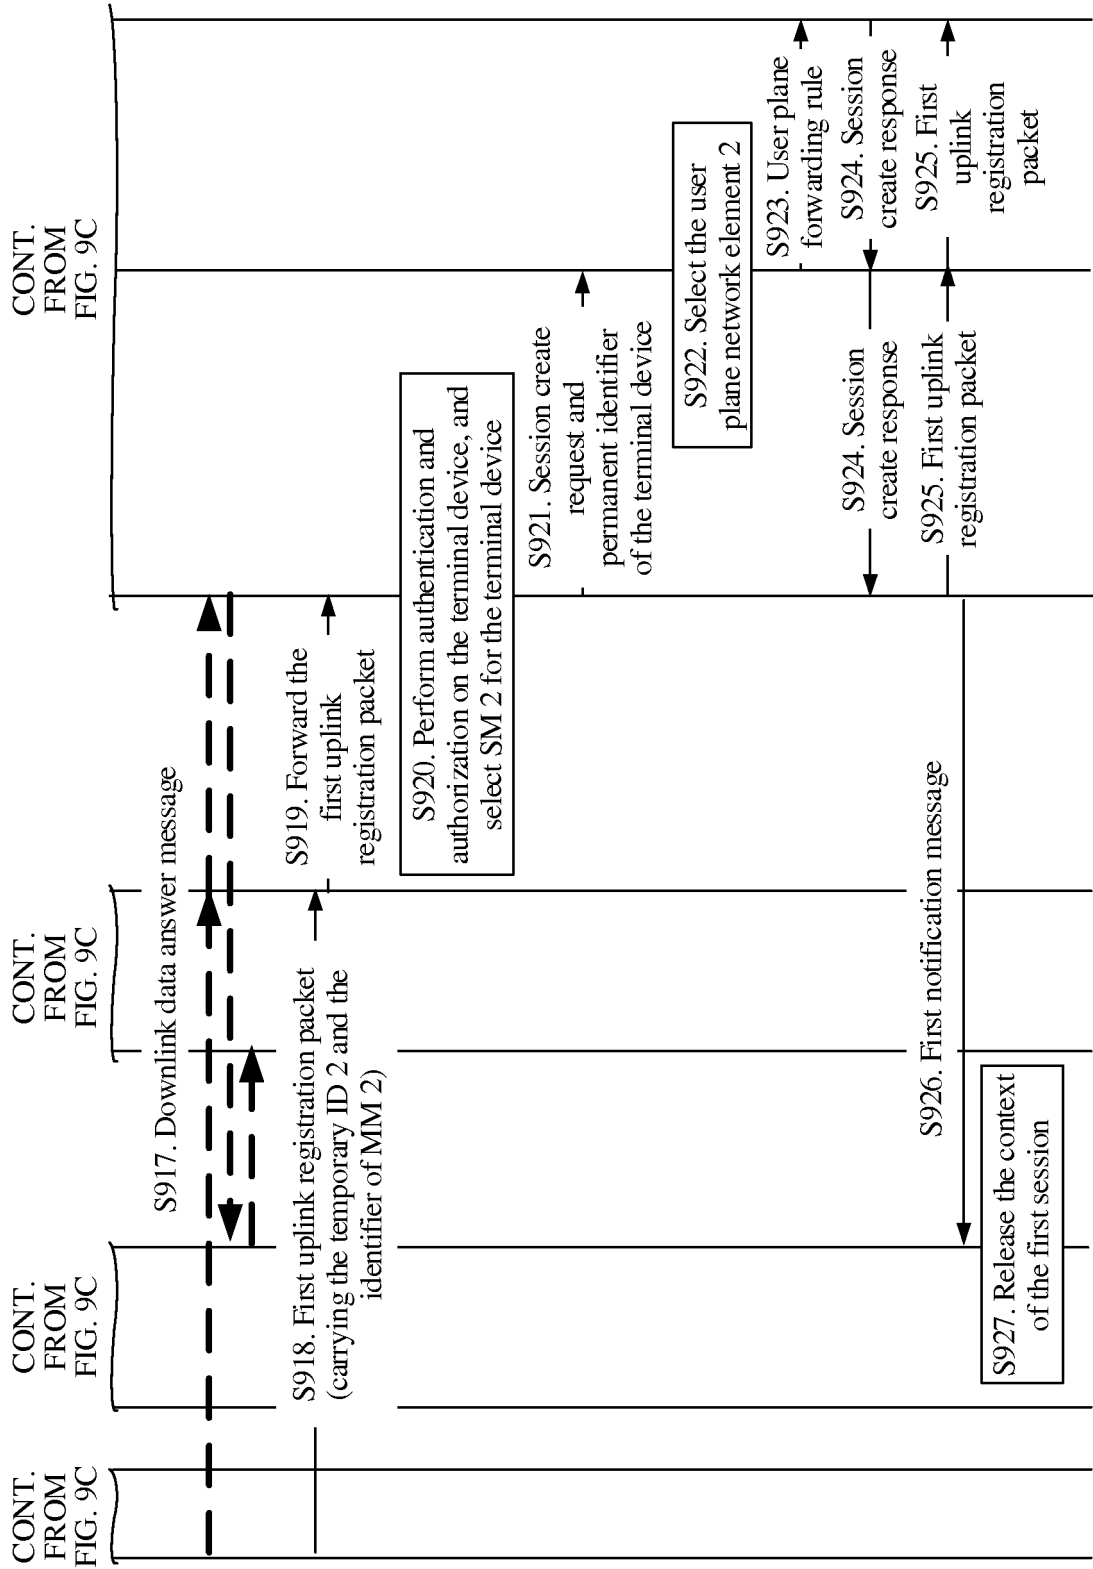 CONT.
FROM
FIG. 9C
CONT.
FROM
FIG. 9C
CONT.
FROM
FIG. 9C
CONT.
FROM
FIG. 9C
S917. Downlink data answer message
S918. First uplink registration packet
(carrying the temporary ID 2 and the
identifier of MM 2)
S919. Forward the
first uplink
registration packet
S920. Perform authentication and
authorization on the terminal device, and
select SM 2 for the terminal device
S921. Session create
request and
permanent identifier
of the terminal device
S922. Select the user
plane network element 2
S923. User plane
forwarding rule
S924. Session
create response
S924. Session
create response
S925. First uplink
registration packet
S925. First
uplink
registration
packet
S926. First notification message
S927. Release the context
of the first session